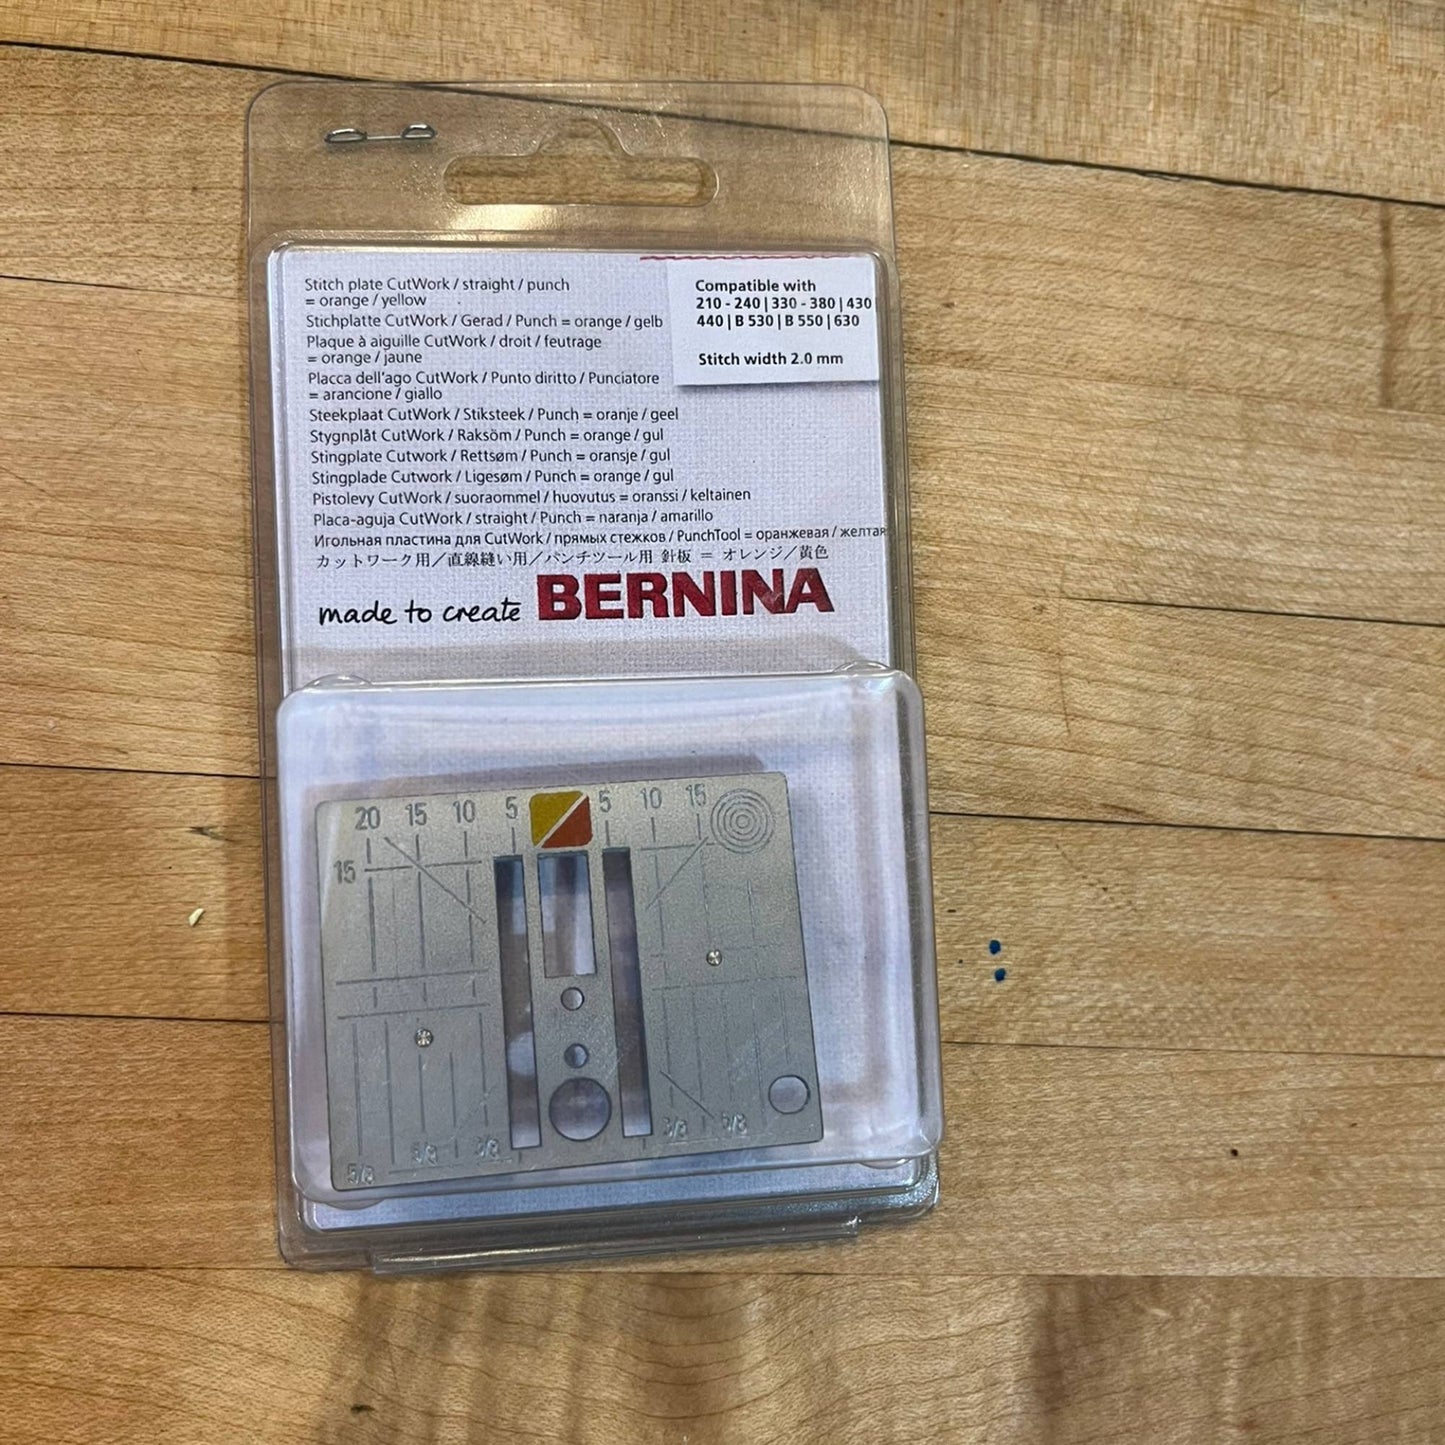 Stitch plate CutWork / straight / punch
= orange / yellow
Stichplatte CutWork / Gerad / Punch = orange / gelb
Plaque à aiguille CutWork / droit / feutrage
= orange / jaune
Placca dell'ago CutWork / Punto diritto / Punciatore
= arancione / giallo
Steekplaat CutWork / Stiksteek / Punch = oranje / geel
Stygnplåt CutWork / Raksöm / Punch = orange / gul
Stingplate Cutwork / Rettsøm / Punch = oransje / gul
Stingplade Cutwork / Ligesøm / Punch = orange / gul
Pistolevy CutWork / suoraommel / huovutus = oranssi / keltainen
Placa-aguja CutWork / straight / Punch = naranja / amarillo
Игольная пластина для CutWork / прямых стежков / PunchTool = оранжевая / желтая
カットワーク用／直線縫い用／パンチツール用 針板 ＝ オレンジ／黄色
Compatible with
210 - 240 | 330 - 380 | 430 |
440 | B 530 | B 550 | 630
Stitch width 2.0 mm
made to create BERNINA
20 15 10 5 5 10 15
15
5/8 5/8 3/8 3/8 5/8